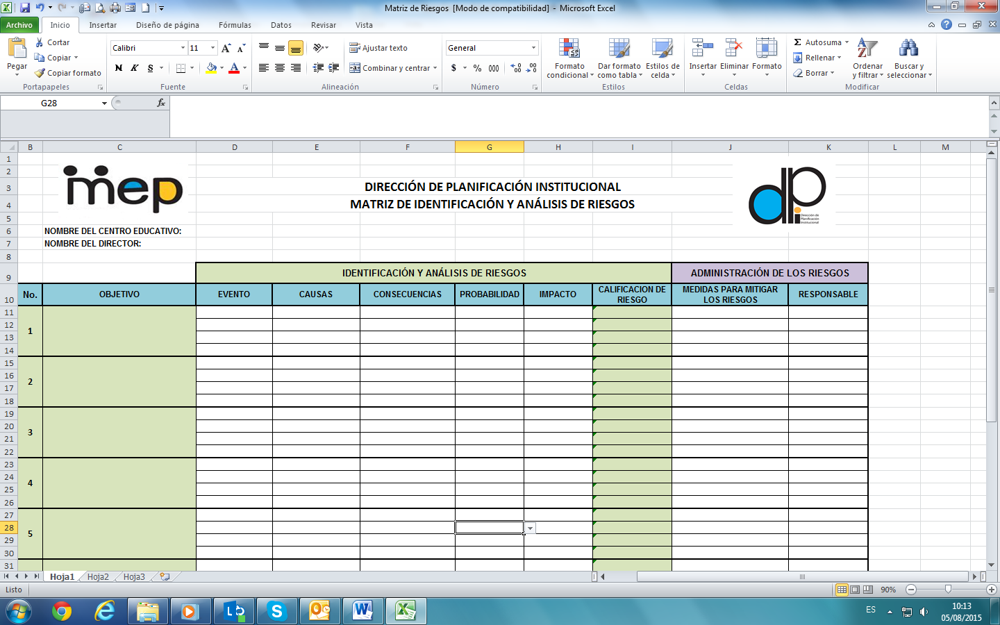 Matriz de Riesgos [Modo de compatibilidad] - Microsoft Excel
Archivo Inicio Insertar Diseño de página Fórmulas Datos Revisar Vista
Pegar
Cortar
Copiar
Copiar formato
Portapapeles
Calibri 11
N K S
Fuente
Ajustar texto
Combinar y centrar
Alineación
General
$ % 000
Número
Formato condicional
Dar formato como tabla
Estilos de celda
Estilos
Insertar Eliminar Formato
Celdas
Σ Autosuma
Rellenar
Borrar
Ordenar y filtrar
Buscar y seleccionar
Modificar
G28 fx
B C D E F G H I J K L M
1
2
3
4
5
6
7
8
9
10
11
12
13
14
15
16
17
18
19
20
21
22
23
24
25
26
27
28
29
30
31
mep
DIRECCIÓN DE PLANIFICACIÓN INSTITUCIONAL
MATRIZ DE IDENTIFICACIÓN Y ANÁLISIS DE RIESGOS
dpi
Dirección de
Planificación
Institucional
NOMBRE DEL CENTRO EDUCATIVO:
NOMBRE DEL DIRECTOR:
IDENTIFICACIÓN Y ANÁLISIS DE RIESGOS ADMINISTRACIÓN DE LOS RIESGOS
No. OBJETIVO EVENTO CAUSAS CONSECUENCIAS PROBABILIDAD IMPACTO CALIFICACION DE RIESGO MEDIDAS PARA MITIGAR LOS RIESGOS RESPONSABLE
1
2
3
4
5
Hoja1 Hoja2 Hoja3
Listo 90%
ES 10:13
05/08/2015